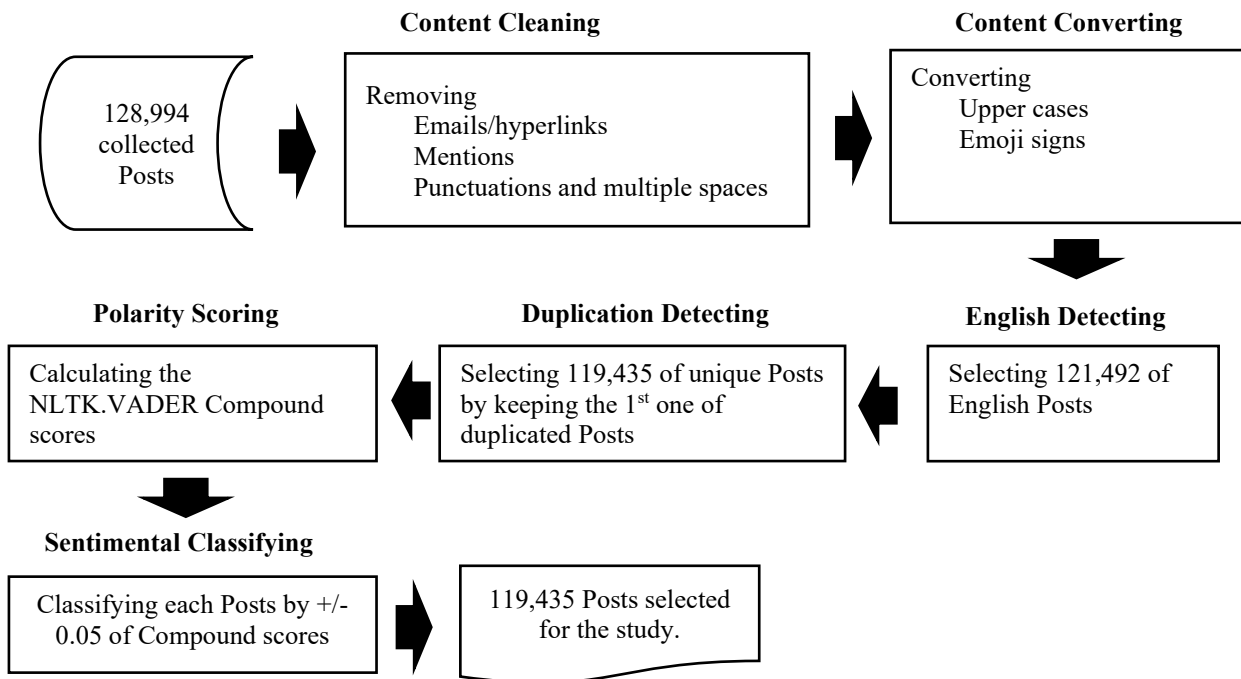 Content Cleaning
Content Converting
128,994
collected
Posts
Removing
Emails/hyperlinks
Mentions
Punctuations and multiple spaces
Converting
Upper cases
Emoji signs
English Detecting
Selecting 121,492 of
English Posts
Duplication Detecting
Selecting 119,435 of unique Posts
by keeping the 1st one of
duplicated Posts
Polarity Scoring
Calculating the
NLTK.VADER Compound
scores
Sentimental Classifying
Classifying each Posts by +/-
0.05 of Compound scores
119,435 Posts selected
for the study.